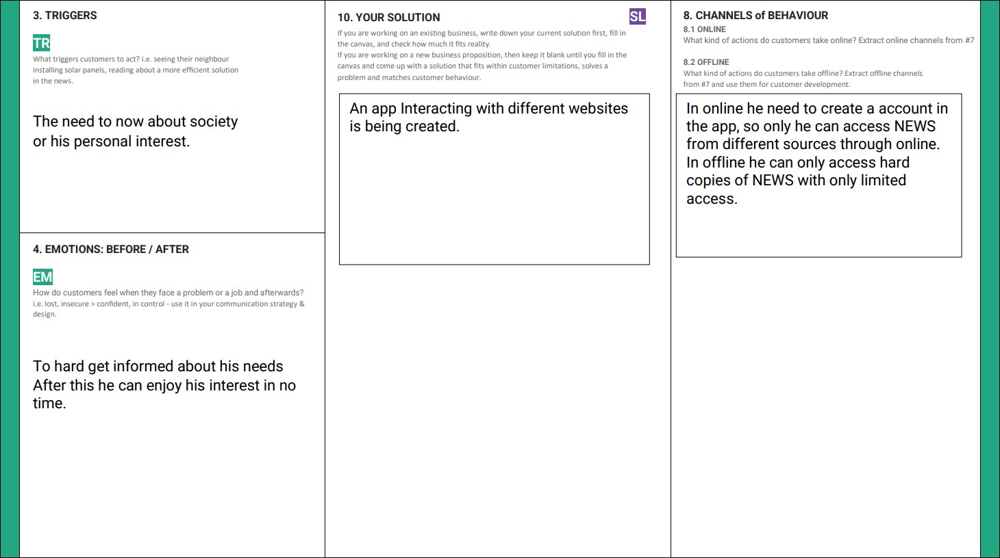 3. TRIGGERS
TR
What triggers customers to act? i.e. seeing their neighbour
installing solar panels, reading about a more efficient solution
in the news.
The need to now about society
or his personal interest.
4. EMOTIONS: BEFORE / AFTER
EM
How do customers feel when they face a problem or a job and afterwards?
i.e. lost, insecure > confident, in control - use it in your communication strategy &
design.
To hard get informed about his needs
After this he can enjoy his interest in no
time.
10. YOUR SOLUTION
SL
If you are working on an existing business, write down your current solution first, fill in
the canvas, and check how much it fits reality.
If you are working on a new business proposition, then keep it blank until you fill in the
canvas and come up with a solution that fits within customer limitations, solves a
problem and matches customer behaviour.
An app Interacting with different websites
is being created.
8. CHANNELS of BEHAVIOUR
8.1 ONLINE
What kind of actions do customers take online? Extract online channels from #7
8.2 OFFLINE
What kind of actions do customers take offline? Extract offline channels
from #7 and use them for customer development.
In online he need to create a account in
the app, so only he can access NEWS
from different sources through online.
In offline he can only access hard
copies of NEWS with only limited
access.